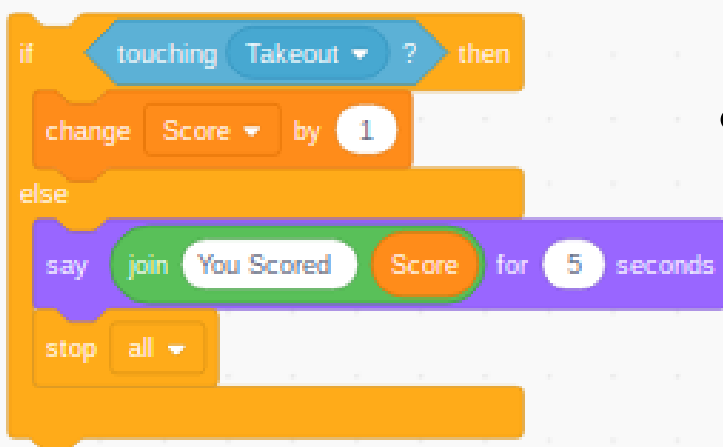 if touching Takeout ? then
change Score by 1
else
say join You Scored Score for 5 seconds
stop all